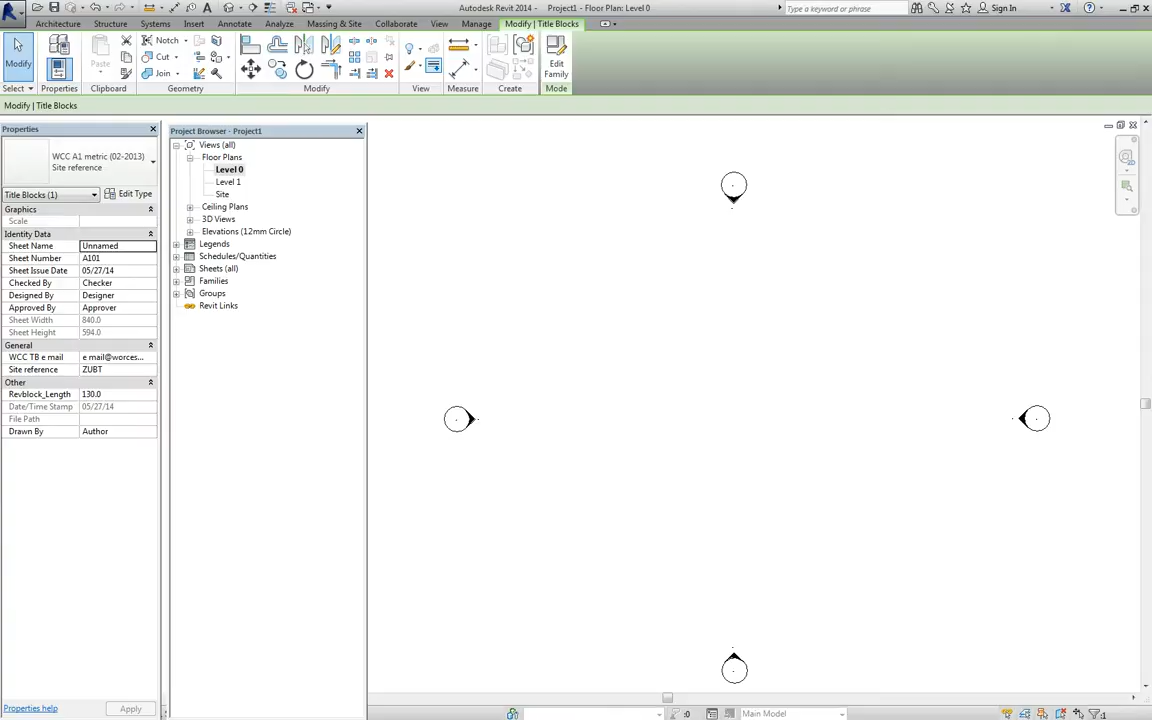 Autodesk Revit 2014 - Project1 - Floor Plan: Level 0
Type a keyword or phrase
Sign In
Architecture Structure Systems Insert Annotate Analyze Massing & Site Collaborate View Manage Modify | Title Blocks
Modify
Paste
Notch
Cut
Join
Edit
Family
Select Properties Clipboard Geometry Modify View Measure Create Mode
Modify | Title Blocks
Properties
WCC A1 metric (02-2013)
Site reference
Title Blocks (1)
Edit Type
Graphics
Scale
Identity Data
Sheet Name Unnamed
Sheet Number A101
Sheet Issue Date 05/27/14
Checked By Checker
Designed By Designer
Approved By Approver
Sheet Width 840.0
Sheet Height 594.0
General
WCC TB e mail e mail@worces...
Site reference ZUBT
Other
Revblock_Length 130.0
Date/Time Stamp 05/27/14
File Path
Drawn By Author
Properties help
Apply
Project Browser - Project1
Views (all)
Floor Plans
Level 0
Level 1
Site
Ceiling Plans
3D Views
Elevations (12mm Circle)
Legends
Schedules/Quantities
Sheets (all)
Families
Groups
Revit Links
:0
Main Model
:1